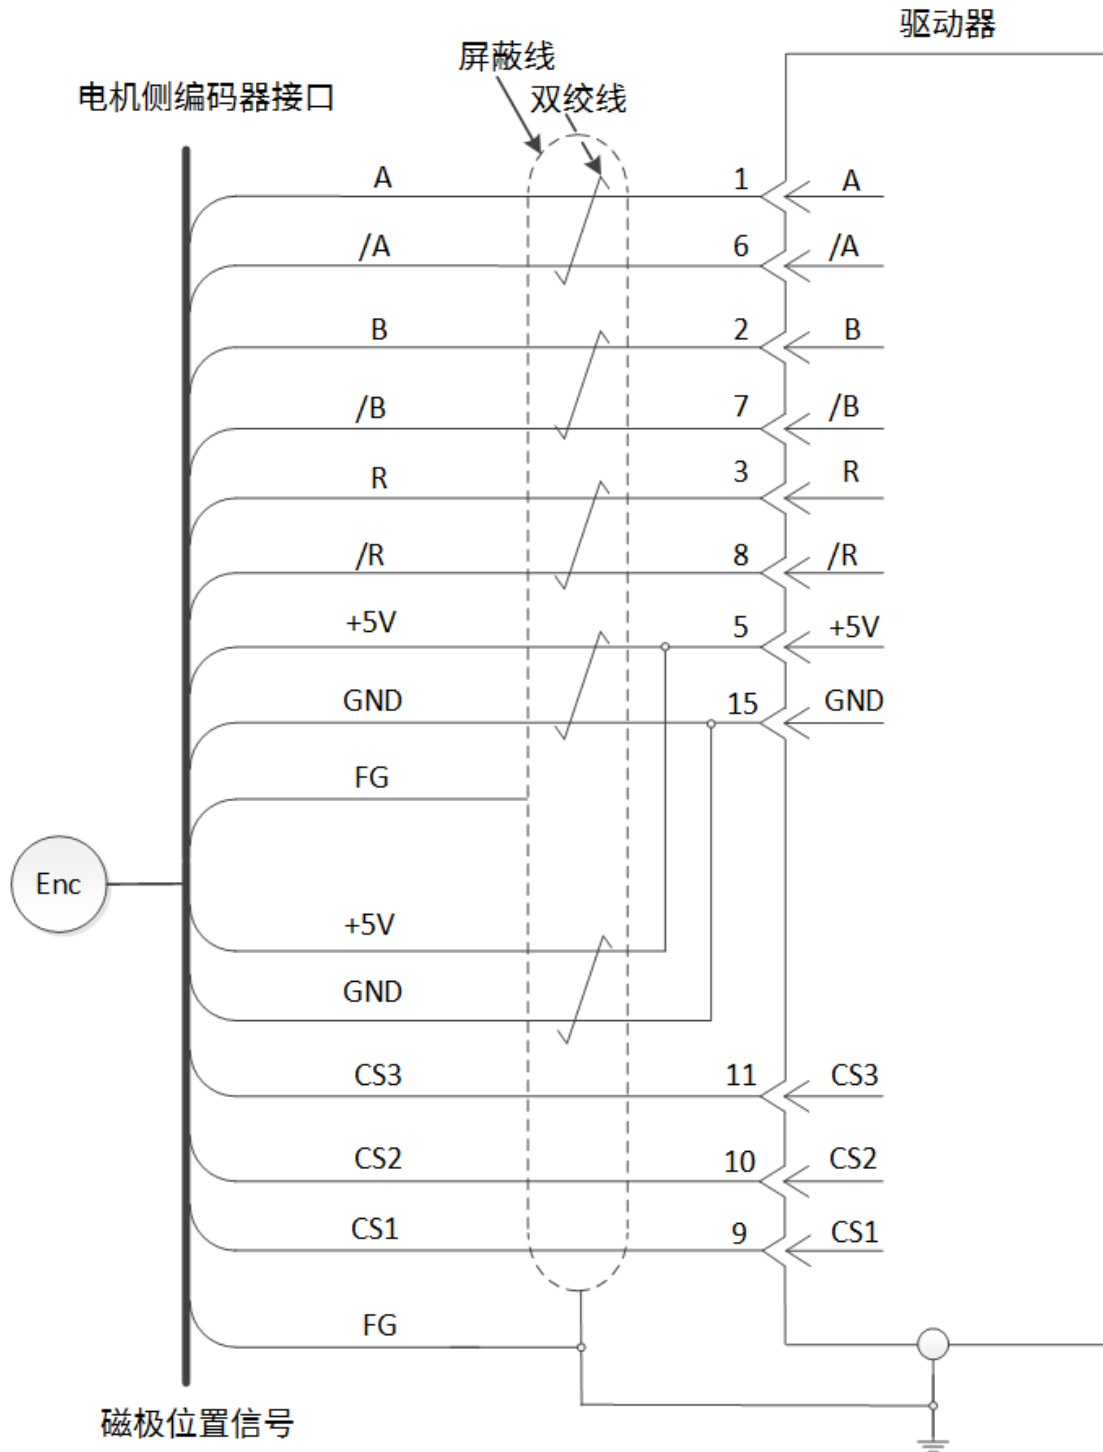 驱动器
屏蔽线
双绞线
电机侧编码器接口
A 1 A
/A 6 /A
B 2 B
/B 7 /B
R 3 R
/R 8 /R
+5V 5 +5V
GND 15 GND
FG
Enc
+5V
GND
CS3 11 CS3
CS2 10 CS2
CS1 9 CS1
FG
磁极位置信号